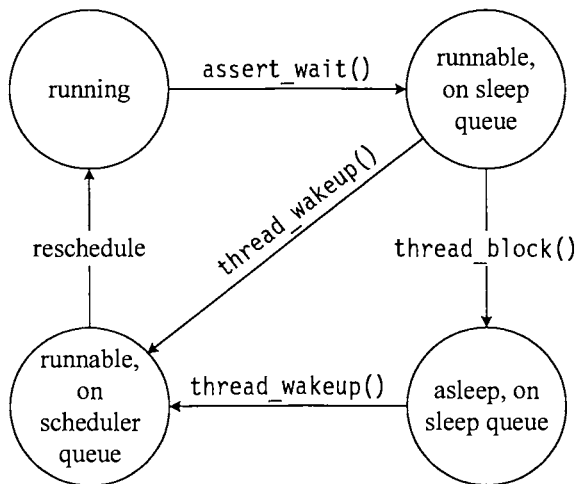 running
assert_wait()
runnable,
on sleep
queue
thread_wakeup()
reschedule
thread_block()
runnable,
on
scheduler
queue
thread_wakeup()
asleep, on
sleep queue